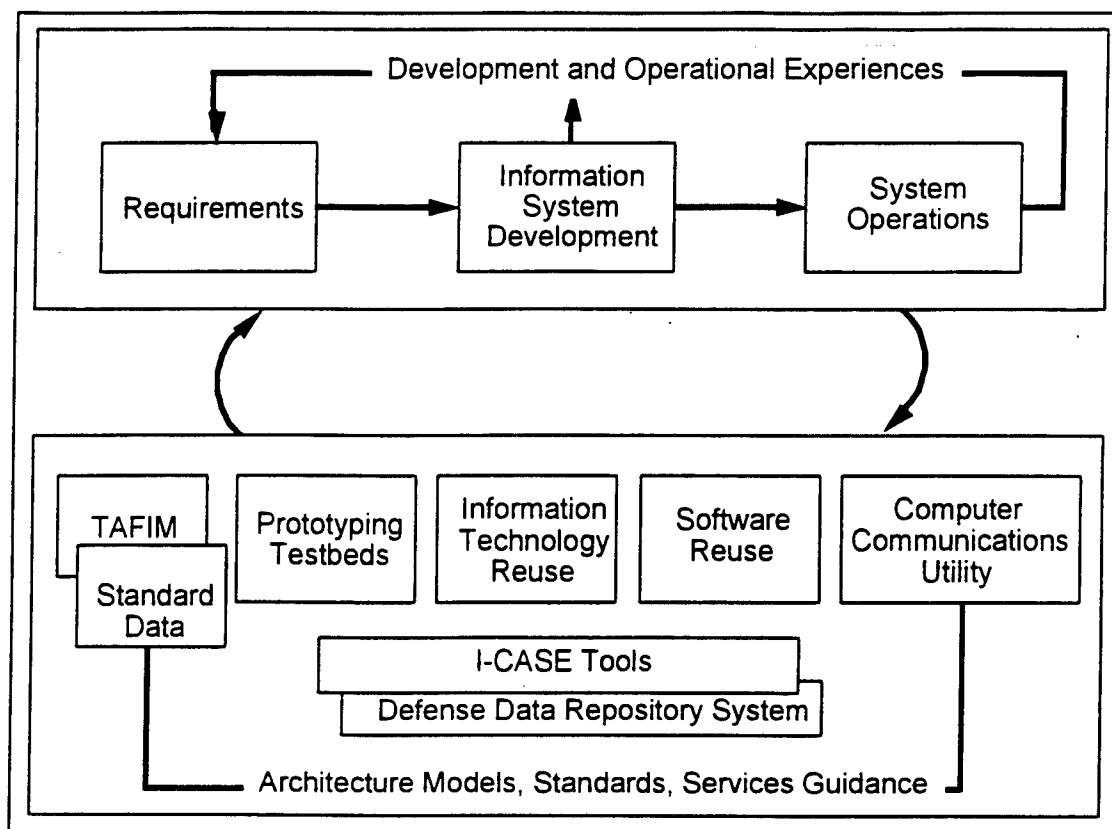 Development and Operational Experiences
Requirements
Information
System
Development
System
Operations
TAFIM
Standard
Data
Prototyping
Testbeds
Information
Technology
Reuse
Software
Reuse
Computer
Communications
Utility
I-CASE Tools
Defense Data Repository System
Architecture Models, Standards, Services Guidance